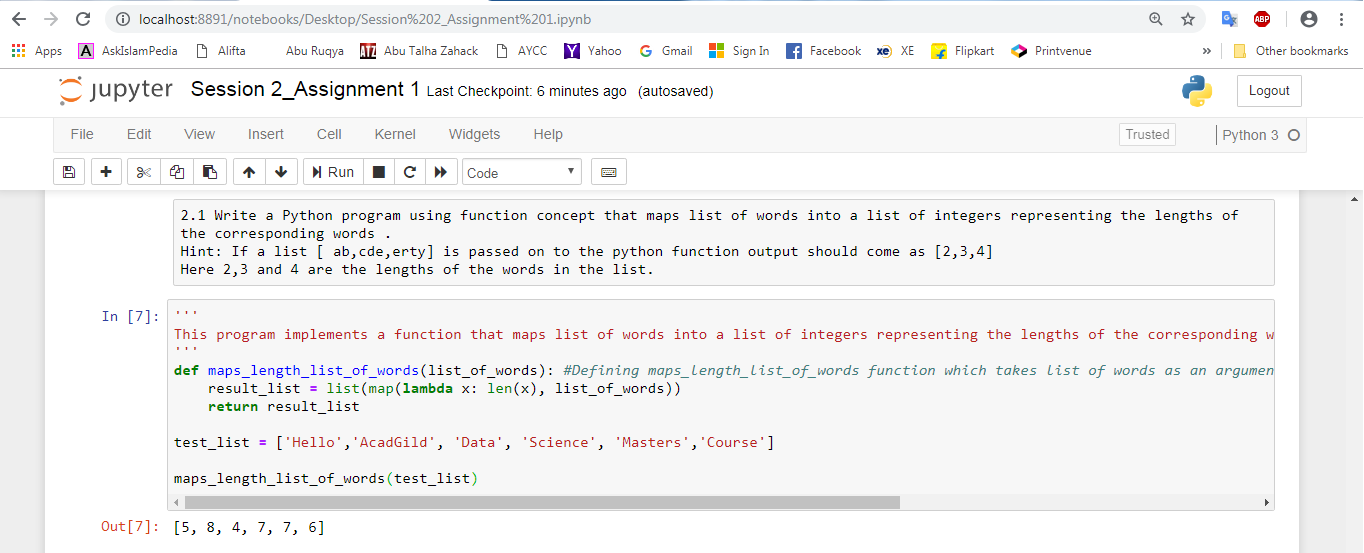 localhost:8891/notebooks/Desktop/Session%202_Assignment%201.ipynb
ABP
Apps A AskIslamPedia Alifta Abu Ruqya ATZ Abu Talha Zahack AYCC Y Yahoo G Gmail Sign In f Facebook xe XE Flipkart Printvenue » Other bookmarks
jupyter Session 2_Assignment 1 Last Checkpoint: 6 minutes ago (autosaved) Logout
File Edit View Insert Cell Kernel Widgets Help Trusted Python 3
Run Code
2.1 Write a Python program using function concept that maps list of words into a list of integers representing the lengths of
the corresponding words .
Hint: If a list [ ab,cde,erty] is passed on to the python function output should come as [2,3,4]
Here 2,3 and 4 are the lengths of the words in the list.
In [7]: '''
This program implements a function that maps list of words into a list of integers representing the lengths of the corresponding w
'''
def maps_length_list_of_words(list_of_words): #Defining maps_length_list_of_words function which takes list of words as an argumen
    result_list = list(map(lambda x: len(x), list_of_words))
    return result_list
test_list = ['Hello','AcadGild', 'Data', 'Science', 'Masters','Course']
maps_length_list_of_words(test_list)
Out[7]: [5, 8, 4, 7, 7, 6]